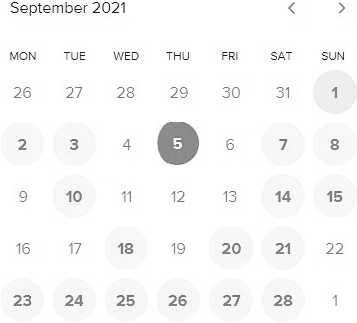 September 2021 < >
MON TUE WED THU FRI SAT SUN
26 27 28 29 30 31 1
2 3 4 5 6 7 8
9 10 11 12 13 14 15
16 17 18 19 20 21 22
23 24 25 26 27 28 1